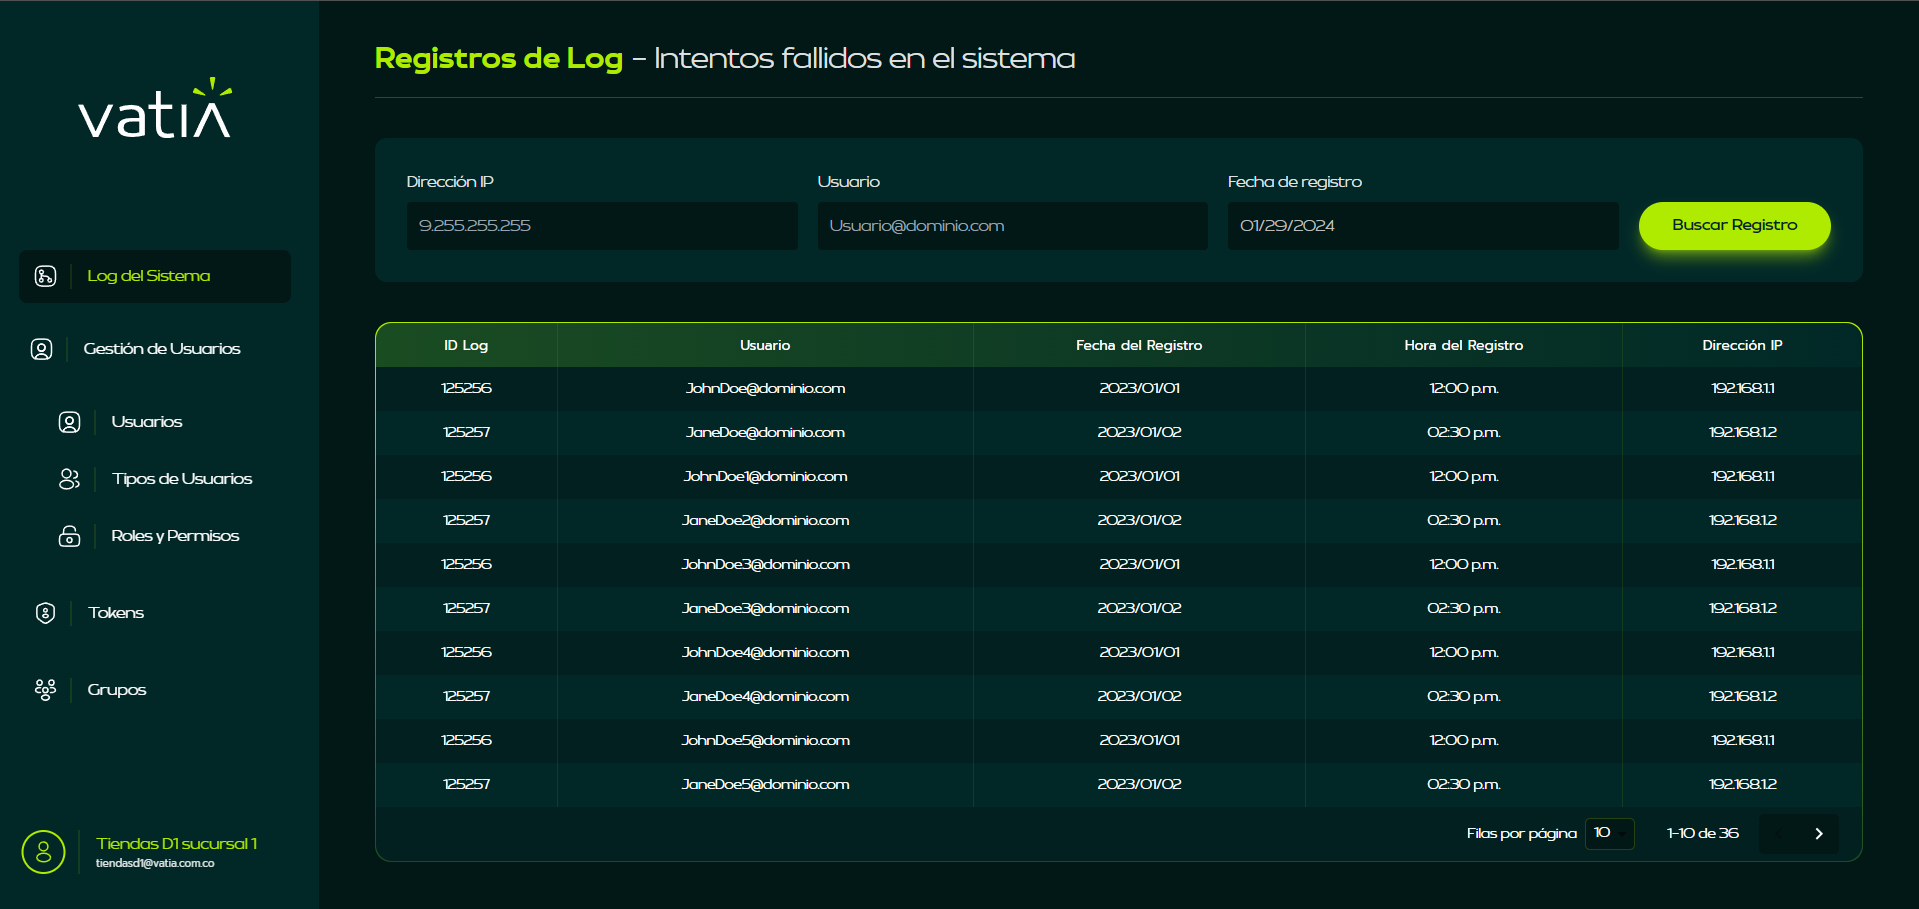 vatia
Log del Sistema
Gestión de Usuarios
Usuarios
Tipos de Usuarios
Roles y Permisos
Tokens
Grupos
Tiendas D1 sucursal 1
tiendasd1@vatia.com.co
Registros de Log - Intentos fallidos en el sistema
Dirección IP Usuario Fecha de registro
9.255.255.255 Usuario@dominio.com 01/29/2024 Buscar Registro
ID Log Usuario Fecha del Registro Hora del Registro Dirección IP
125256 JohnDoe@dominio.com 2023/01/01 12:00 p.m. 192.168.1.1
125257 JaneDoe@dominio.com 2023/01/02 02:30 p.m. 192.168.1.2
125256 JohnDoe1@dominio.com 2023/01/01 12:00 p.m. 192.168.1.1
125257 JaneDoe2@dominio.com 2023/01/02 02:30 p.m. 192.168.1.2
125256 JohnDoe3@dominio.com 2023/01/01 12:00 p.m. 192.168.1.1
125257 JaneDoe3@dominio.com 2023/01/02 02:30 p.m. 192.168.1.2
125256 JohnDoe4@dominio.com 2023/01/01 12:00 p.m. 192.168.1.1
125257 JaneDoe4@dominio.com 2023/01/02 02:30 p.m. 192.168.1.2
125256 JohnDoe5@dominio.com 2023/01/01 12:00 p.m. 192.168.1.1
125257 JaneDoe5@dominio.com 2023/01/02 02:30 p.m. 192.168.1.2
Filas por página 10 1-10 de 36